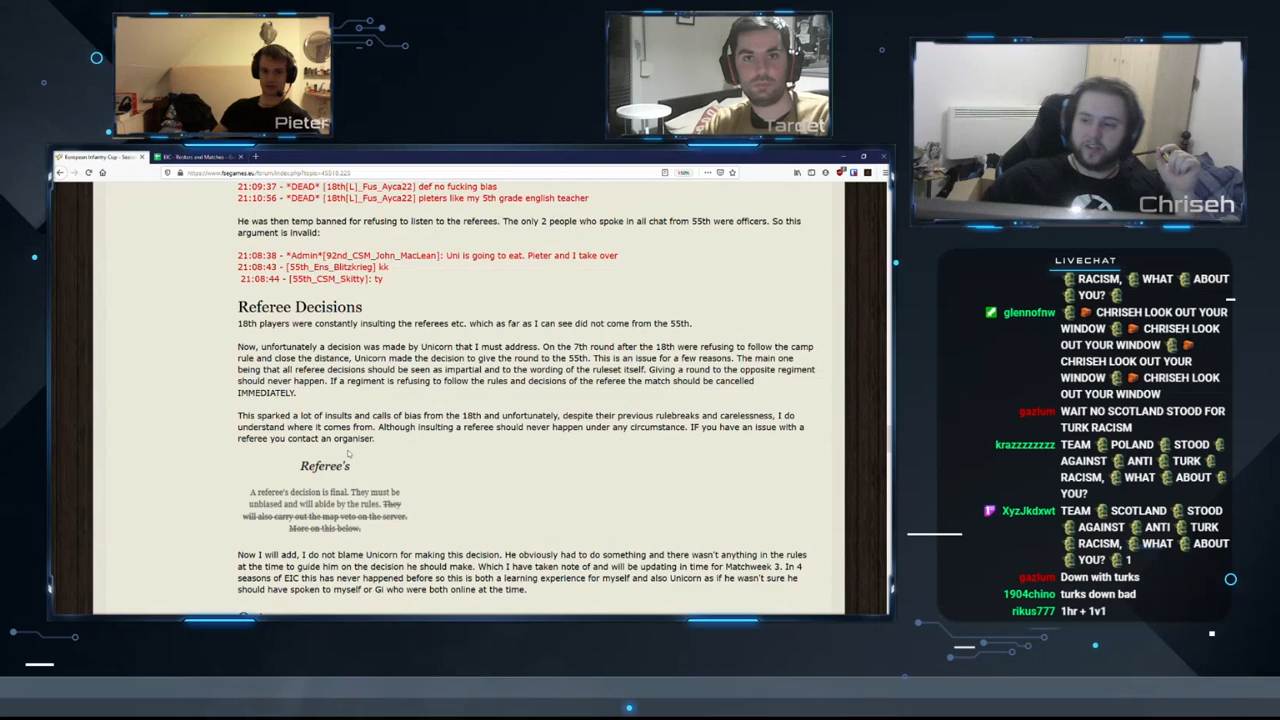 Pieter
Target
Chriseh
European Infantry Cup - Seas
EIC - Rosters and Matches
https://www.fsegames.eu/forum/index.php?topic=45518.225
110%
21:09:37 - *DEAD* [18th[L]_Fus_Ayca22] def no fucking bias
21:10:56 - *DEAD* [18th[L]_Fus_Ayca22] pieters like my 5th grade english teacher
He was then temp banned for refusing to listen to the referees. The only 2 people who spoke in all chat from 55th were officers. So this
argument is invalid:
21:08:38 - *Admin*[92nd_CSM_John_MacLean]: Uni is going to eat. Pieter and I take over
21:08:43 - [55th_Ens_Blitzkrieg] kk
21:08:44 - [55th_CSM_Skitty]: ty
Referee Decisions
18th players were constantly insulting the referees etc. which as far as I can see did not come from the 55th.
Now, unfortunately a decision was made by Unicorn that I must address. On the 7th round after the 18th were refusing to follow the camp
rule and close the distance, Unicorn made the decision to give the round to the 55th. This is an issue for a few reasons. The main one
being that all referee decisions should be seen as impartial and to the wording of the ruleset itself. Giving a round to the opposite regiment
should never happen. If a regiment is refusing to follow the rules and decisions of the referee the match should be cancelled
IMMEDIATELY.
This sparked a lot of insults and calls of bias from the 18th and unfortunately, despite their previous rulebreaks and carelessness, I do
understand where it comes from. Although insulting a referee should never happen under any circumstance. IF you have an issue with a
referee you contact an organiser.
Referee's
A referee's decision is final. They must be
unbiased and will abide by the rules. They
will also carry out the map veto on the server.
More on this below.
Now I will add, I do not blame Unicorn for making this decision. He obviously had to do something and there wasn't anything in the rules
at the time to guide him on the decision he should make. Which I have taken note of and will be updating in time for Matchweek 3. In 4
seasons of EIC this has never happened before so this is both a learning experience for myself and also Unicorn as if he wasn't sure he
should have spoken to myself or Gi who were both online at the time.
LIVECHAT
RACISM, WHAT ABOUT
YOU?
glennofnw CHRISEH LOOK OUT YOUR
WINDOW CHRISEH LOOK
OUT YOUR WINDOW
CHRISEH LOOK OUT YOUR
WINDOW CHRISEH LOOK
OUT YOUR WINDOW
gazlum WAIT NO SCOTLAND STOOD FOR
TURK RACISM
krazzzzzzzz TEAM POLAND STOOD
AGAINST ANTI TURK
RACISM, WHAT ABOUT
YOU?
XyzJkdxwt TEAM SCOTLAND STOOD
AGAINST ANTI TURK
RACISM, WHAT ABOUT
YOU? 1
gazlum Down with turks
1904chino turks down bad
rikus777 1hr + 1v1